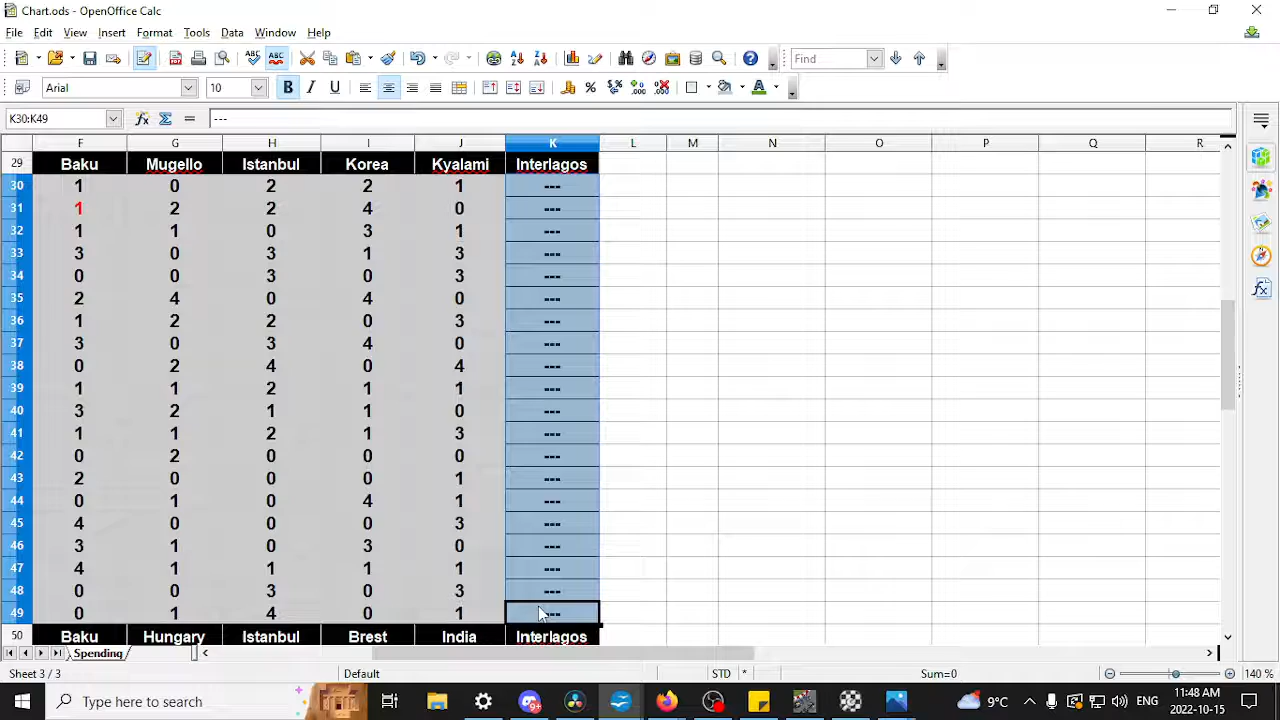 Chart.ods - OpenOffice Calc
File Edit View Insert Format Tools Data Window Help
Find
Arial 10 B I U
K30:K49 ---
F G H I J K L M N O P Q R
29 Baku Mugello Istanbul Korea Kyalami Interlagos
30 1 0 2 2 1 ---
31 1 2 2 4 0 ---
32 1 1 0 3 1 ---
33 3 0 3 1 3 ---
34 0 0 3 0 3 ---
35 2 4 0 4 0 ---
36 1 2 2 0 3 ---
37 3 0 3 4 0 ---
38 0 2 4 0 4 ---
39 1 1 2 1 1 ---
40 3 2 1 1 0 ---
41 1 1 2 1 3 ---
42 0 2 0 0 0 ---
43 2 0 0 0 1 ---
44 0 1 0 4 1 ---
45 4 0 0 0 3 ---
46 3 1 0 3 0 ---
47 4 1 1 1 1 ---
48 0 0 3 0 3 ---
49 0 1 4 0 1 ---
50 Baku Hungary Istanbul Brest India Interlagos
Spending
Sheet 3 / 3 Default STD * Sum=0 140 %
Type here to search 9°C ENG 11:48 AM
2022-10-15